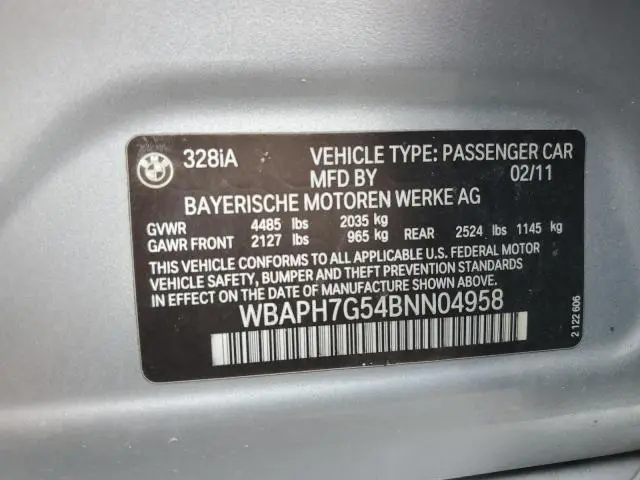 BMW
328iA VEHICLE TYPE: PASSENGER CAR
MFD BY 02/11
BAYERISCHE MOTOREN WERKE AG
GVWR 4485 lbs 2035 kg
GAWR FRONT 2127 lbs 965 kg REAR 2524 lbs 1145 kg
THIS VEHICLE CONFORMS TO ALL APPLICABLE U.S. FEDERAL MOTOR
VEHICLE SAFETY, BUMPER AND THEFT PREVENTION STANDARDS
IN EFFECT ON THE DATE OF MANUFACTURE SHOWN ABOVE.
WBAPH7G54BNN04958
2 122 606